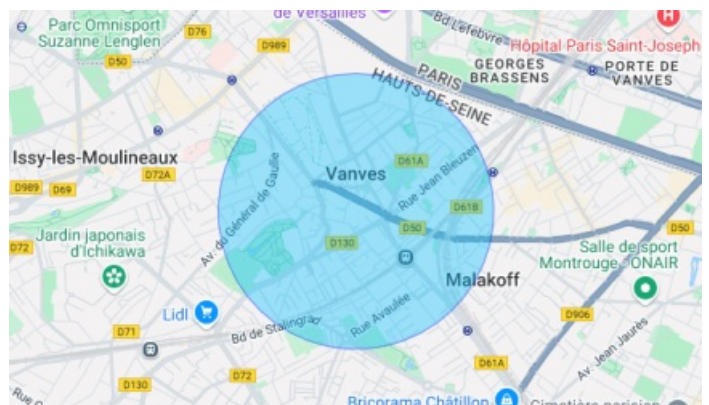 de Versailles
Parc Omnisport
Suzanne Lenglen
D76
D989
Bd Lefebvre
Hôpital Paris Saint-Joseph
D50
GEORGES
BRASSENS
PORTE DE
VANVES
PARIS
HAUTS-DE-SEINE
Issy-les-Moulineaux
D72A
D989
D69
Vanves
D61A
Rue Jean Bleuzen
Av. du Général de Gaulle
D61B
D72
Jardin japonais
d'Ichikawa
D130
D50
D50
Salle de sport
Montrouge - ONAIR
Malakoff
Lidl
D71
Bd de Stalingrad
Rue Avaulée
D906
Av. Jean Jaurès
D130
D72
D61A
Bricorama Châtillon
Cimetière parisien